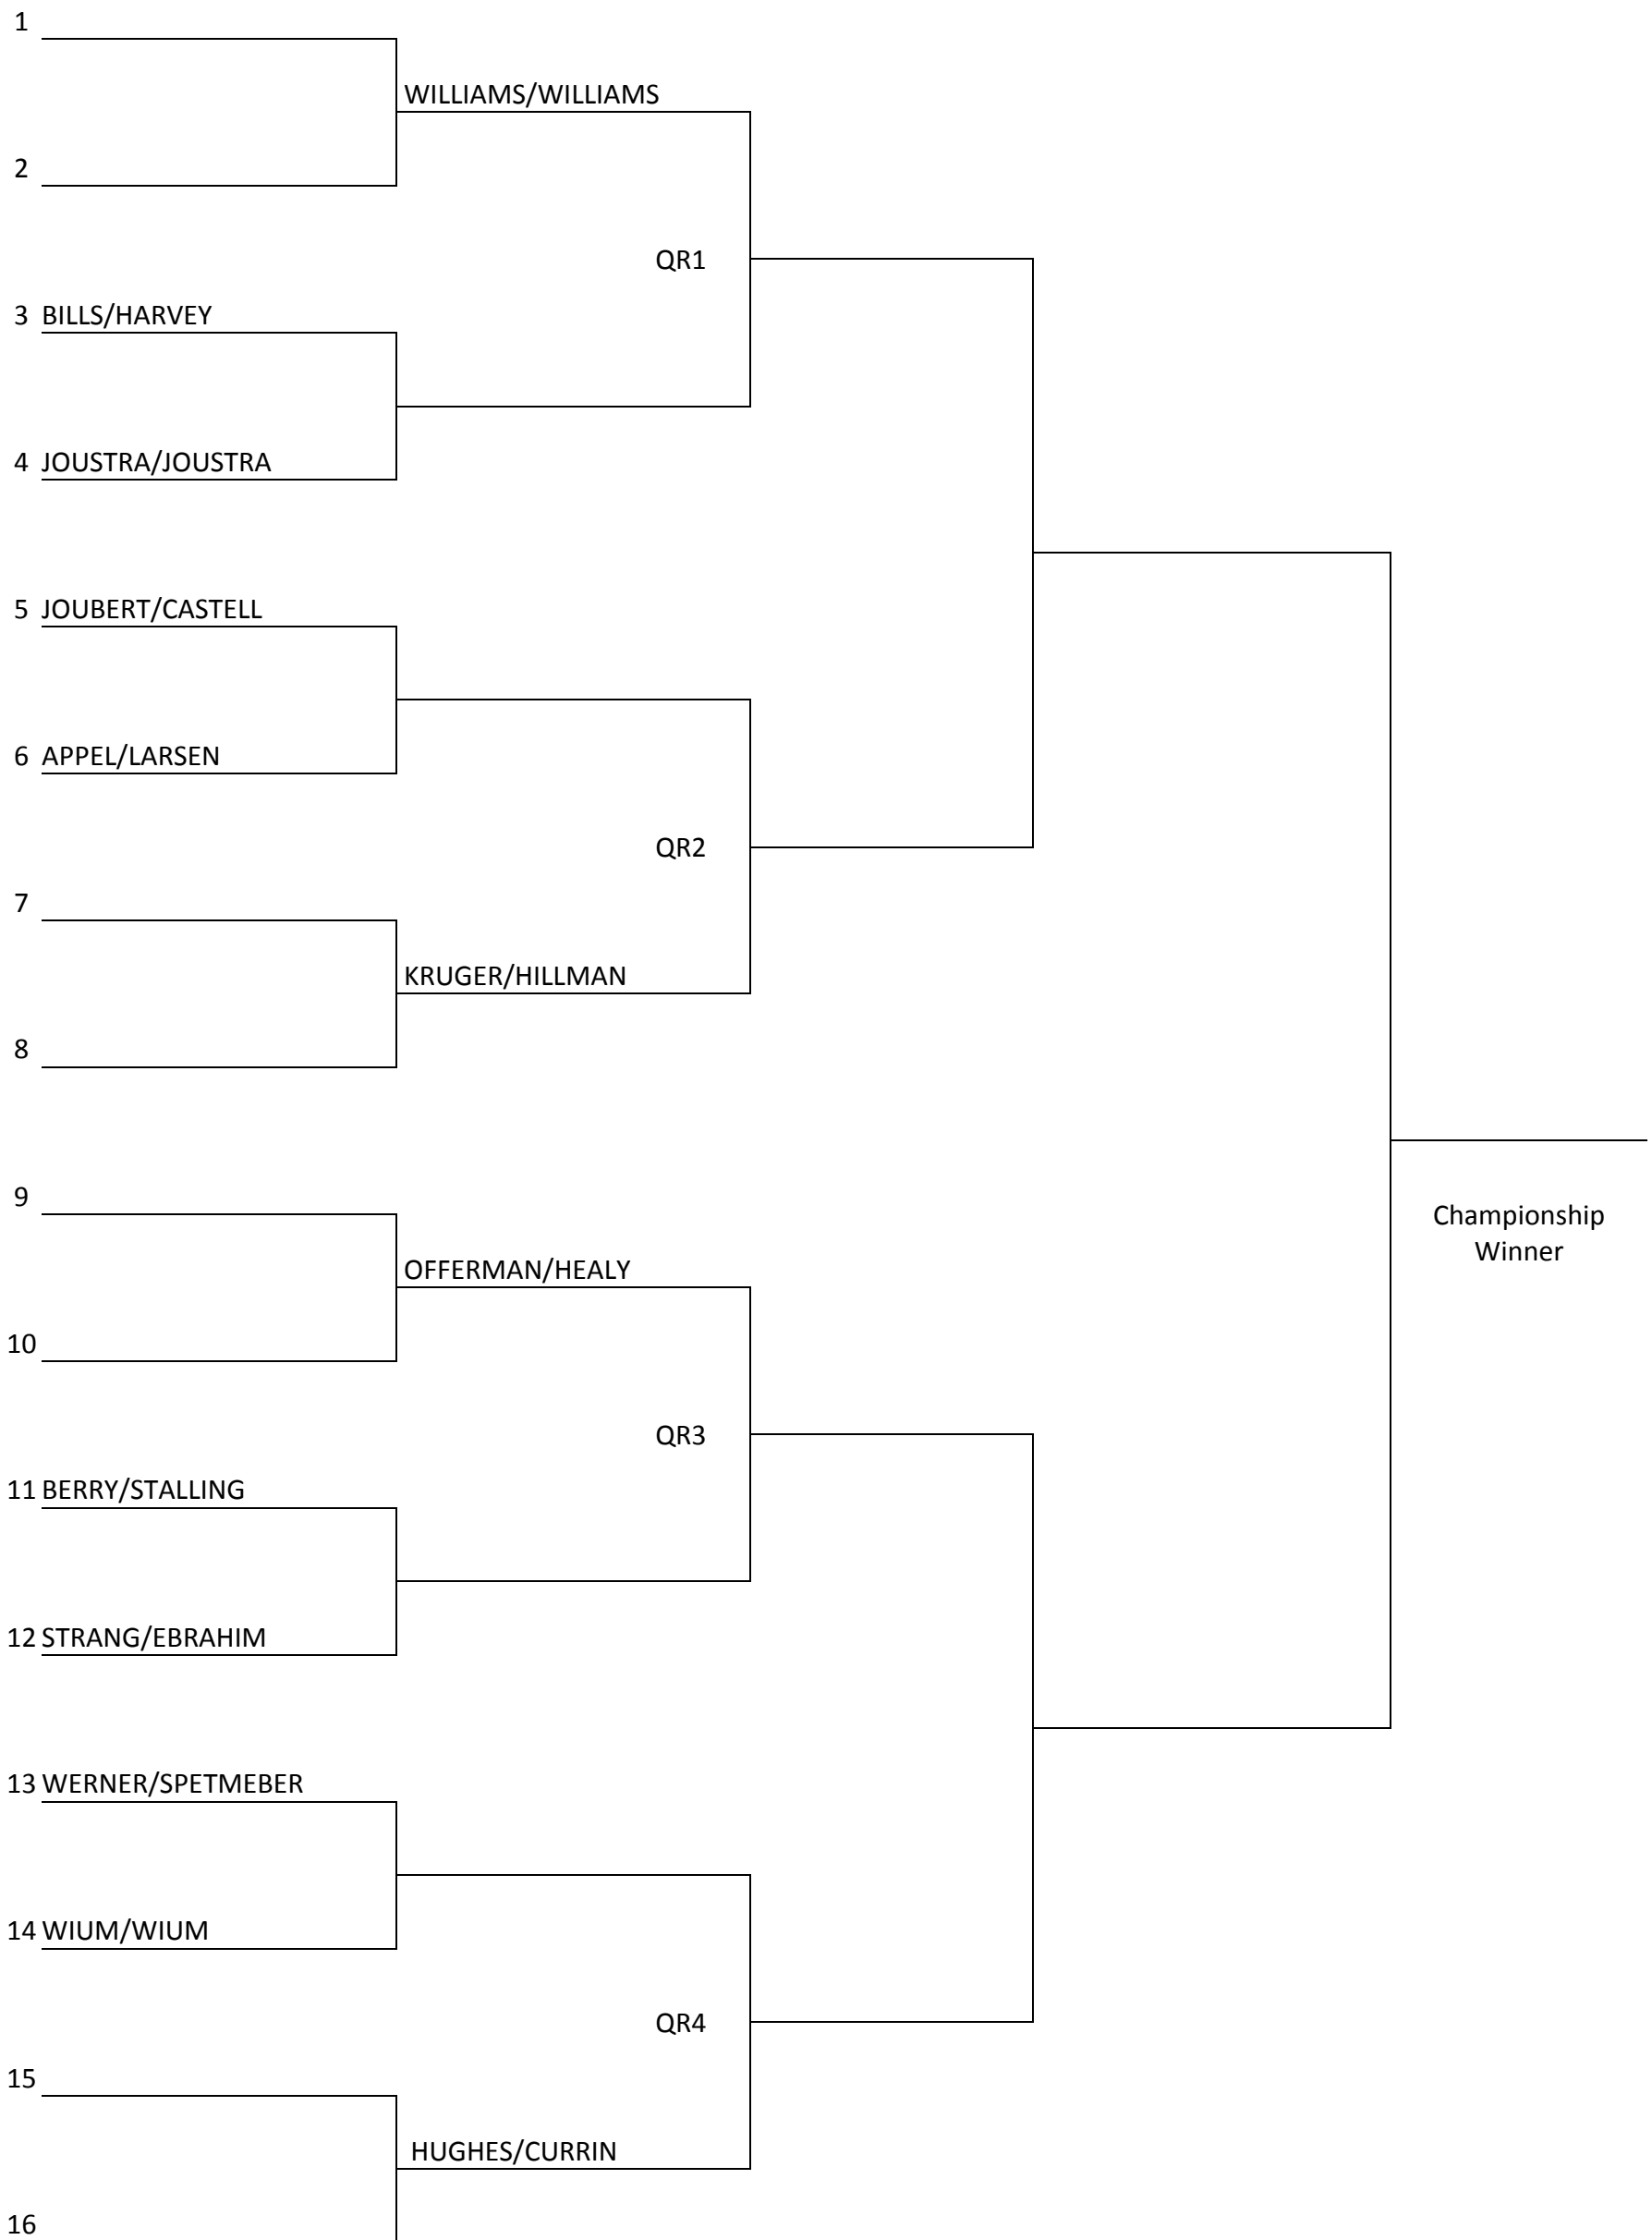 1
WILLIAMS/WILLIAMS
2
QR1
3 BILLS/HARVEY
4 JOUSTRA/JOUSTRA
5 JOUBERT/CASTELL
6 APPEL/LARSEN
QR2
7
KRUGER/HILLMAN
8
9
Championship
Winner
OFFERMAN/HEALY
10
QR3
11 BERRY/STALLING
12 STRANG/EBRAHIM
13 WERNER/SPETMEBER
14 WIUM/WIUM
QR4
15
HUGHES/CURRIN
16